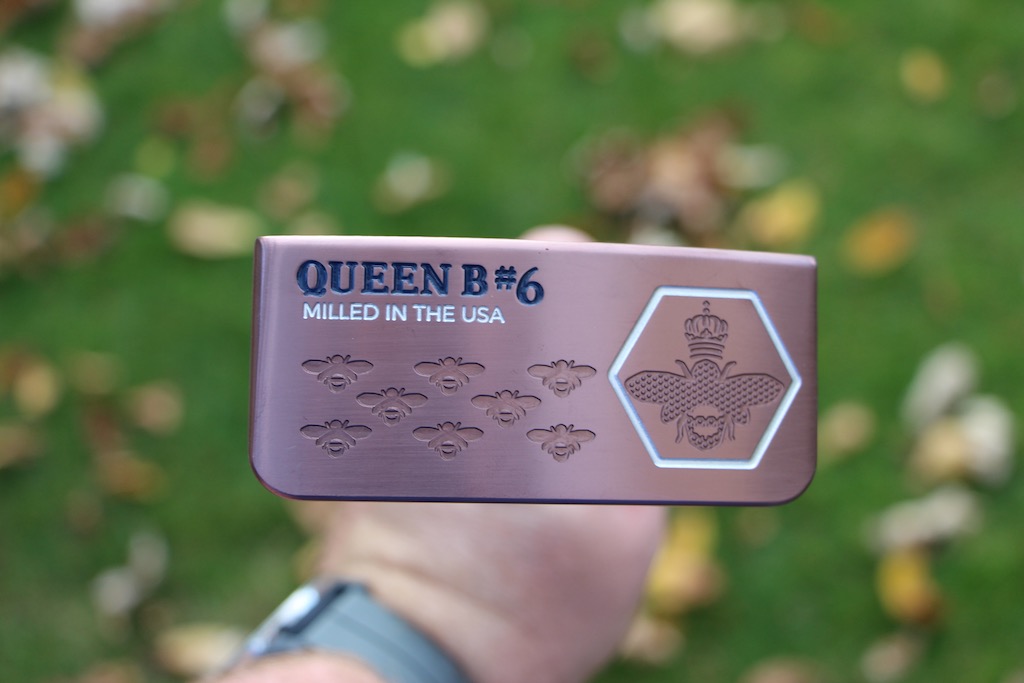 QUEEN B #6
MILLED IN THE USA